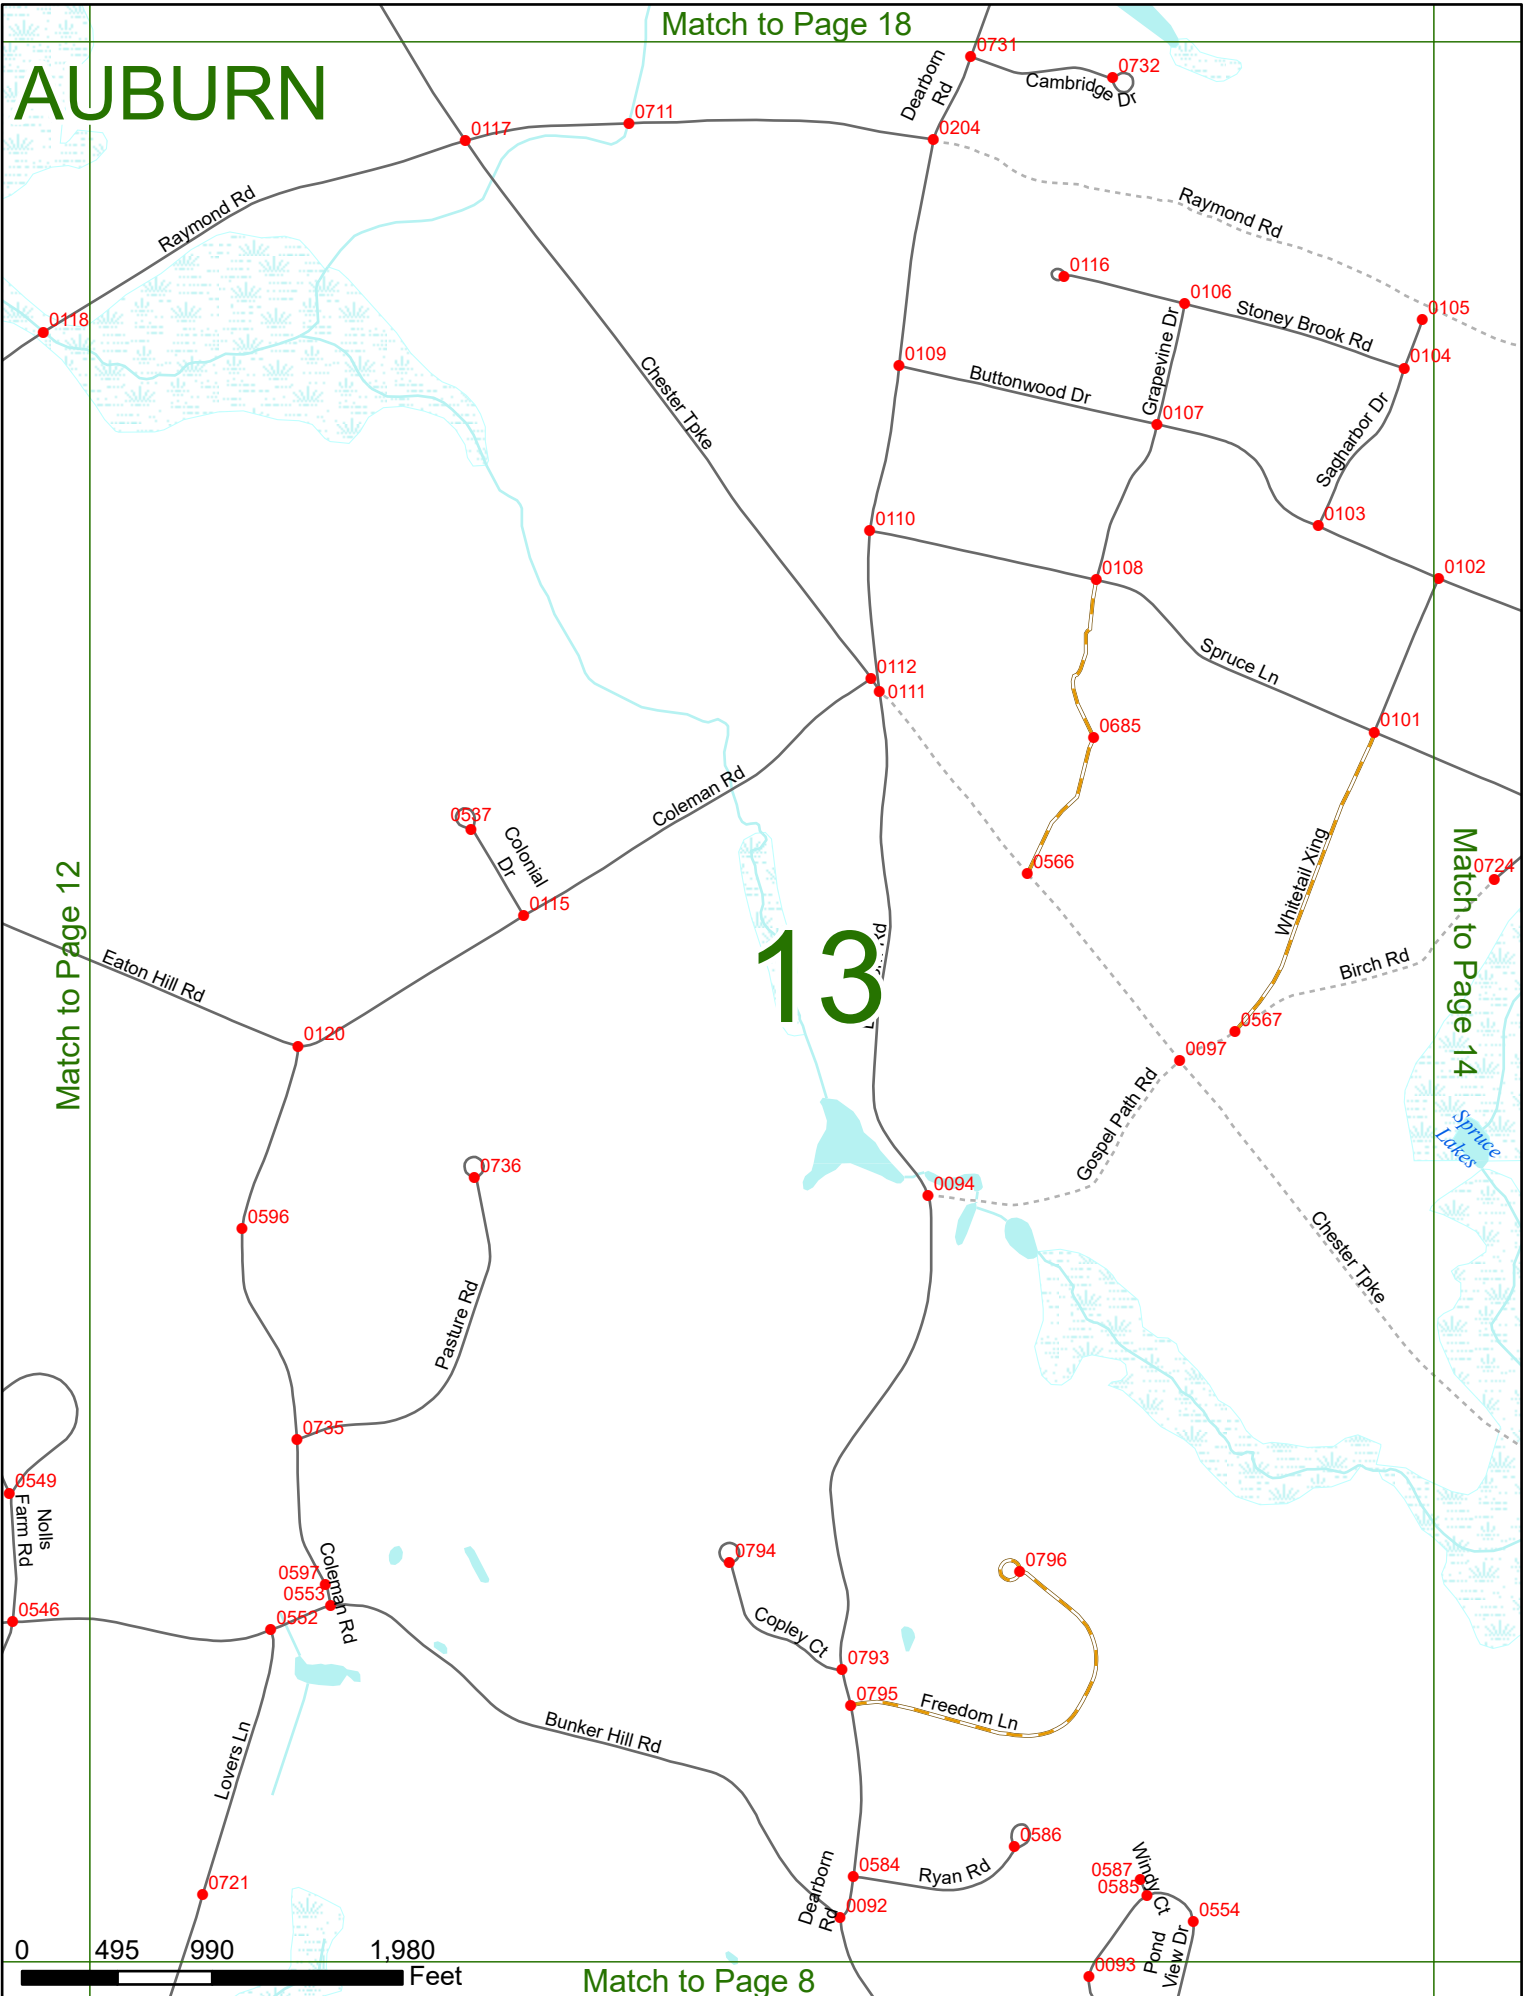 Match to Page 18
AUBURN
0731
0732
Dearborn
Rd
Cambridge Dr
0711
0117
0204
Raymond Rd
Raymond Rd
0116
0106
0105
0118
Stoney Brook Rd
Grapevine Dr
0109
0104
Chester Tpke
Buttonwood Dr
Sagharbor Dr
0107
0103
0110
0108
0102
Spruce Ln
0112
0111
0101
0685
Coleman Rd
0537
Colonial
Dr
Whitetail Xing
Match to Page 12
0566
0724
Match to Page 14
0115
13
Rd
Eaton Hill Rd
Birch Rd
0567
0120
0097
Gospel Path Rd
Spruce
Lakes
0736
0094
0596
Chester Tpke
Pasture Rd
0735
0549
Nolls
Farm Rd
0794
0796
0597
Coleman Rd
0553
0546
0552
Copley Ct
0793
0795
Freedom Ln
Lovers Ln
Bunker Hill Rd
0586
0584
Ryan Rd
Windy Ct
0587
0585
0721
Dearborn
Rd
0092
0554
Pond
View Dr
0093
0 495 990 1,980
Feet
Match to Page 8